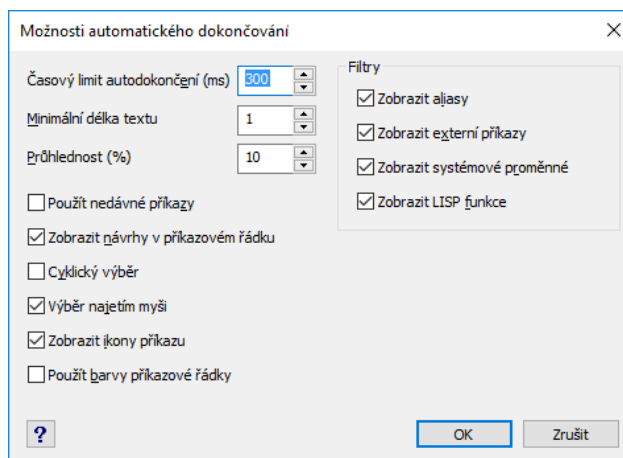 Možnosti automatického dokončování
Časový limit autodokončení (ms)
300
Minimální délka textu
1
Průhlednost (%)
10
Použít nedávné příkazy
Zobrazit návrhy v příkazovém řádku
Cyklický výběr
Výběr najetím myši
Zobrazit ikony příkazu
Použít barvy příkazové řádky
Filtry
Zobrazit aliasy
Zobrazit externí příkazy
Zobrazit systémové proměnné
Zobrazit LISP funkce
?
OK
Zrušit